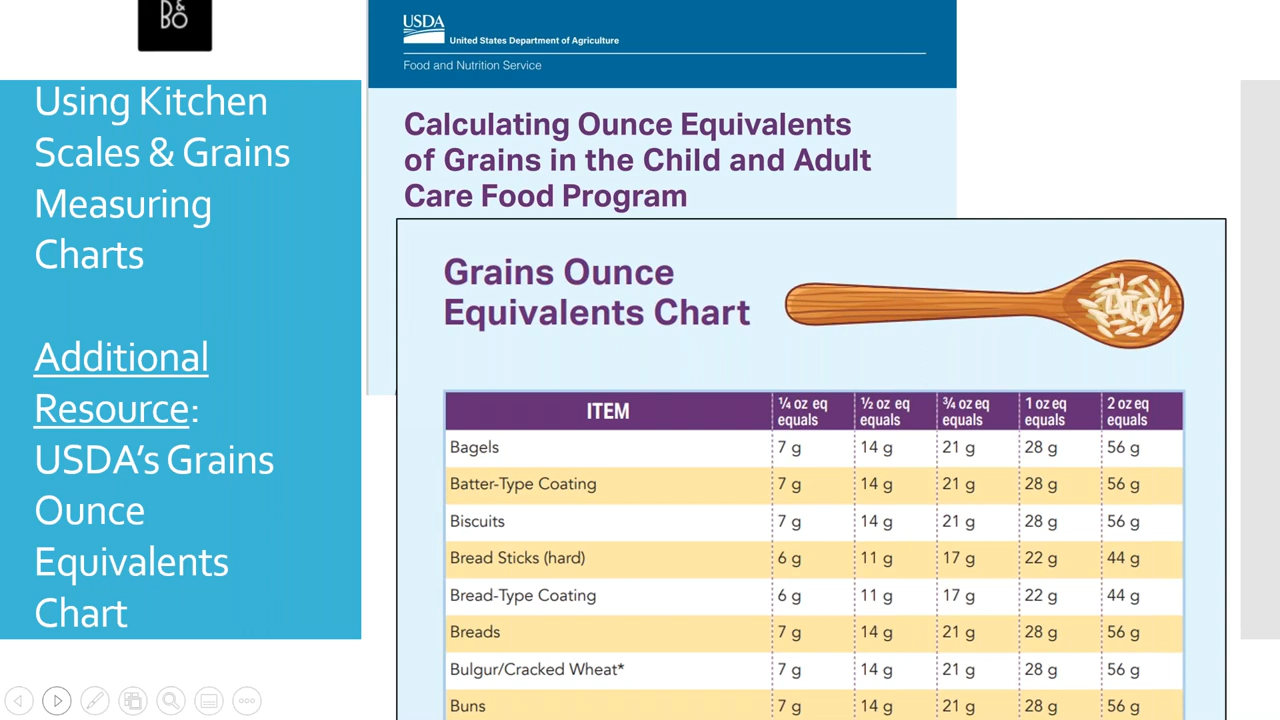 D&
BO
Using Kitchen
Scales & Grains
Measuring
Charts
Additional
Resource:
USDA's Grains
Ounce
Equivalents
Chart
USDA
United States Department of Agriculture
Food and Nutrition Service
Calculating Ounce Equivalents
of Grains in the Child and Adult
Care Food Program
Grains Ounce
Equivalents Chart
ITEM ¼ oz eq equals ½ oz eq equals ¾ oz eq equals 1 oz eq equals 2 oz eq equals
Bagels 7 g 14 g 21 g 28 g 56 g
Batter-Type Coating 7 g 14 g 21 g 28 g 56 g
Biscuits 7 g 14 g 21 g 28 g 56 g
Bread Sticks (hard) 6 g 11 g 17 g 22 g 44 g
Bread-Type Coating 6 g 11 g 17 g 22 g 44 g
Breads 7 g 14 g 21 g 28 g 56 g
Bulgur/Cracked Wheat* 7 g 14 g 21 g 28 g 56 g
Buns 7 g 14 g 21 g 28 g 56 g